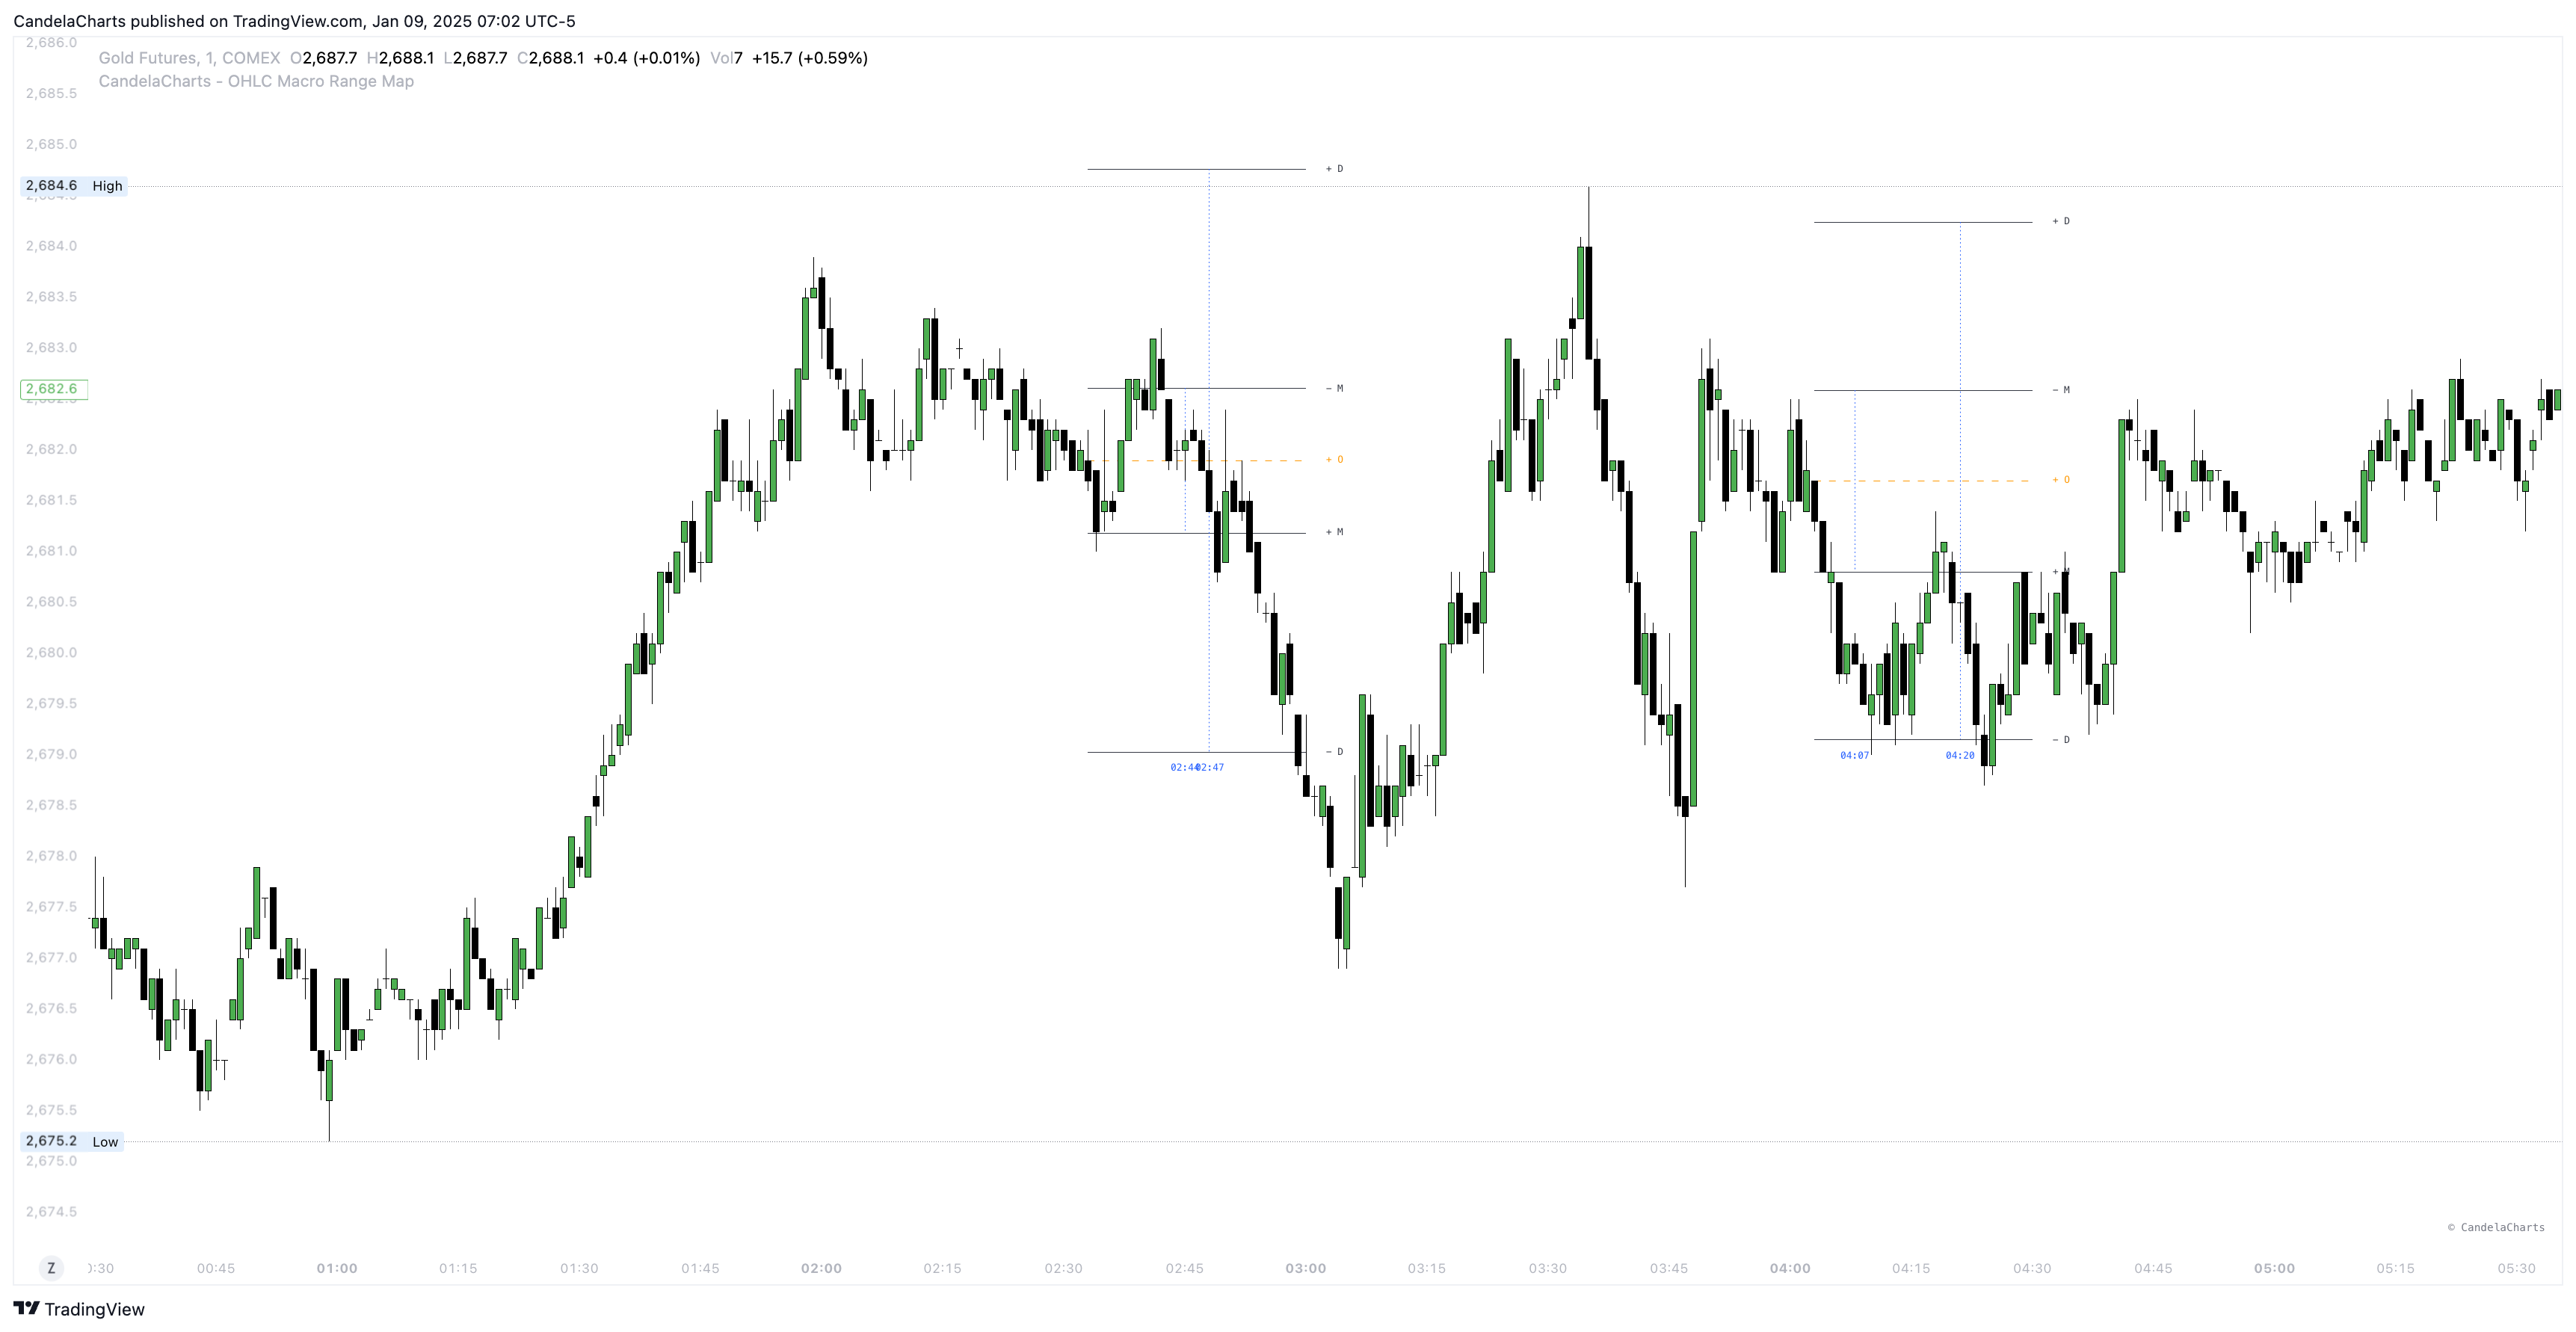 CandelaCharts published on TradingView.com, Jan 09, 2025 07:02 UTC-5
2,686.0
Gold Futures, 1, COMEX O2,687.7 H2,688.1 L2,687.7 C2,688.1 +0.4 (+0.01%) Vol7 +15.7 (+0.59%)
CandelaCharts - OHLC Macro Range Map
2,685.5
2,685.0
+ D
2,684.6 High
+ D
2,684.0
2,683.5
2,683.0
2,682.6
− M
− M
2,682.0
+ O
+ O
2,681.5
+ M
2,681.0
+ M
2,680.5
2,680.0
2,679.5
− D
2,679.0
− D
04:07 04:20
02:44 02:47
2,678.5
2,678.0
2,677.5
2,677.0
2,676.5
2,676.0
2,675.5
2,675.2 Low
2,675.0
2,674.5
© CandelaCharts
Z :30 00:45 01:00 01:15 01:30 01:45 02:00 02:15 02:30 02:45 03:00 03:15 03:30 03:45 04:00 04:15 04:30 04:45 05:00 05:15 05:30
TradingView